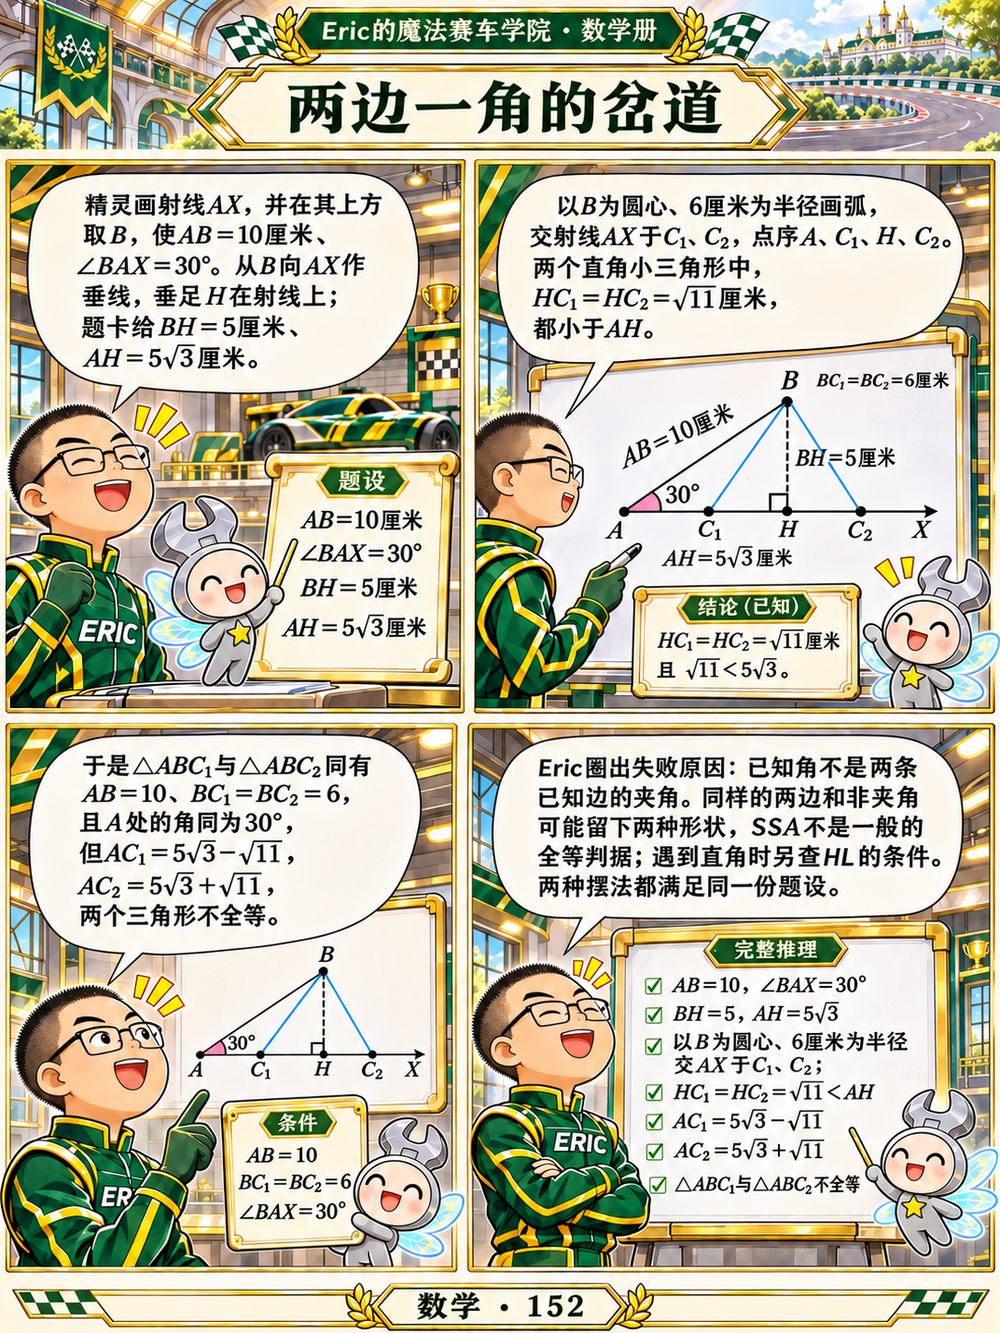 Eric的魔法赛车学院·数学册
两边一角的岔道
精灵画射线AX，并在其上方
取B，使AB=10厘米、
∠BAX=30°。从B向AX作
垂线，垂足H在射线上；
题卡给BH=5厘米、
AH=5√3厘米。
题设
AB=10厘米
∠BAX=30°
BH=5厘米
AH=5√3厘米
ERIC
以B为圆心、6厘米为半径画弧，
交射线AX于C₁、C₂，点序A、C₁、H、C₂。
两个直角小三角形中，
HC₁=HC₂=√11厘米，
都小于AH。
B
BC₁=BC₂=6厘米
AB=10厘米
BH=5厘米
30°
A C₁ H C₂ X
AH=5√3厘米
结论（已知）
HC₁=HC₂=√11厘米
且 √11<5√3。
于是△ABC₁与△ABC₂同有
AB=10、BC₁=BC₂=6，
且A处的角同为30°，
但AC₁=5√3−√11，
AC₂=5√3+√11，
两个三角形不全等。
B
30°
A C₁ H C₂ X
条件
AB=10
BC₁=BC₂=6
∠BAX=30°
ER
Eric圈出失败原因：已知角不是两条
已知边的夹角。同样的两边和非夹角
可能留下两种形状，SSA不是一般的
全等判据；遇到直角时另查HL的条件。
两种摆法都满足同一份题设。
完整推理
☑ AB=10，∠BAX=30°
☑ BH=5，AH=5√3
☑ 以B为圆心、6厘米为半径
交AX于C₁、C₂；
☑ HC₁=HC₂=√11<AH
☑ AC₁=5√3−√11
☑ AC₂=5√3+√11
☑ △ABC₁与△ABC₂不全等
ERIC
数学·152